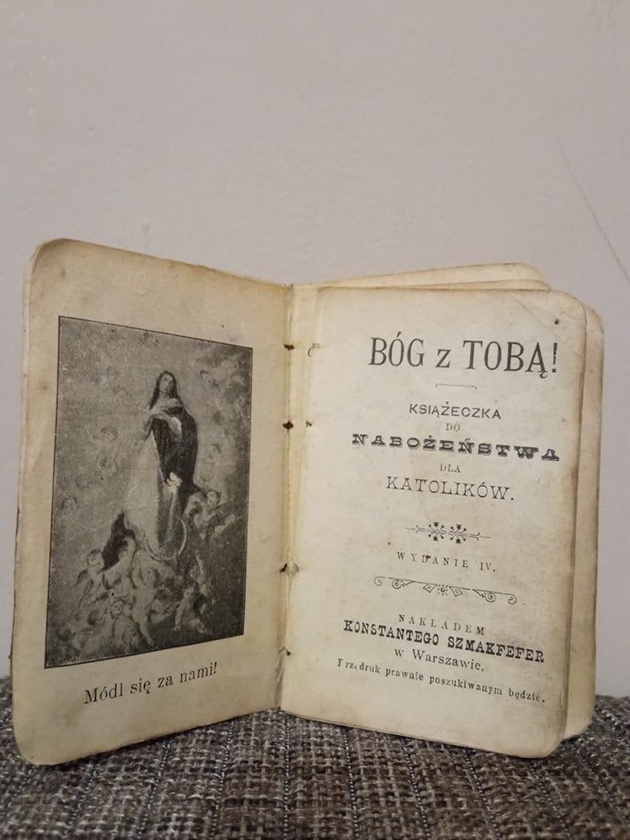 Módl się za nami!
BÓG z TOBĄ!
KSIĄŻECZKA
DO
NABOŻEŃSTWA
DLA
KATOLIKÓW.
WYDANIE IV.
NAKŁADEM
KONSTANTEGO SZMAKFEFER
w Warszawie.
Przedruk prawnie poszukiwanym będzie.